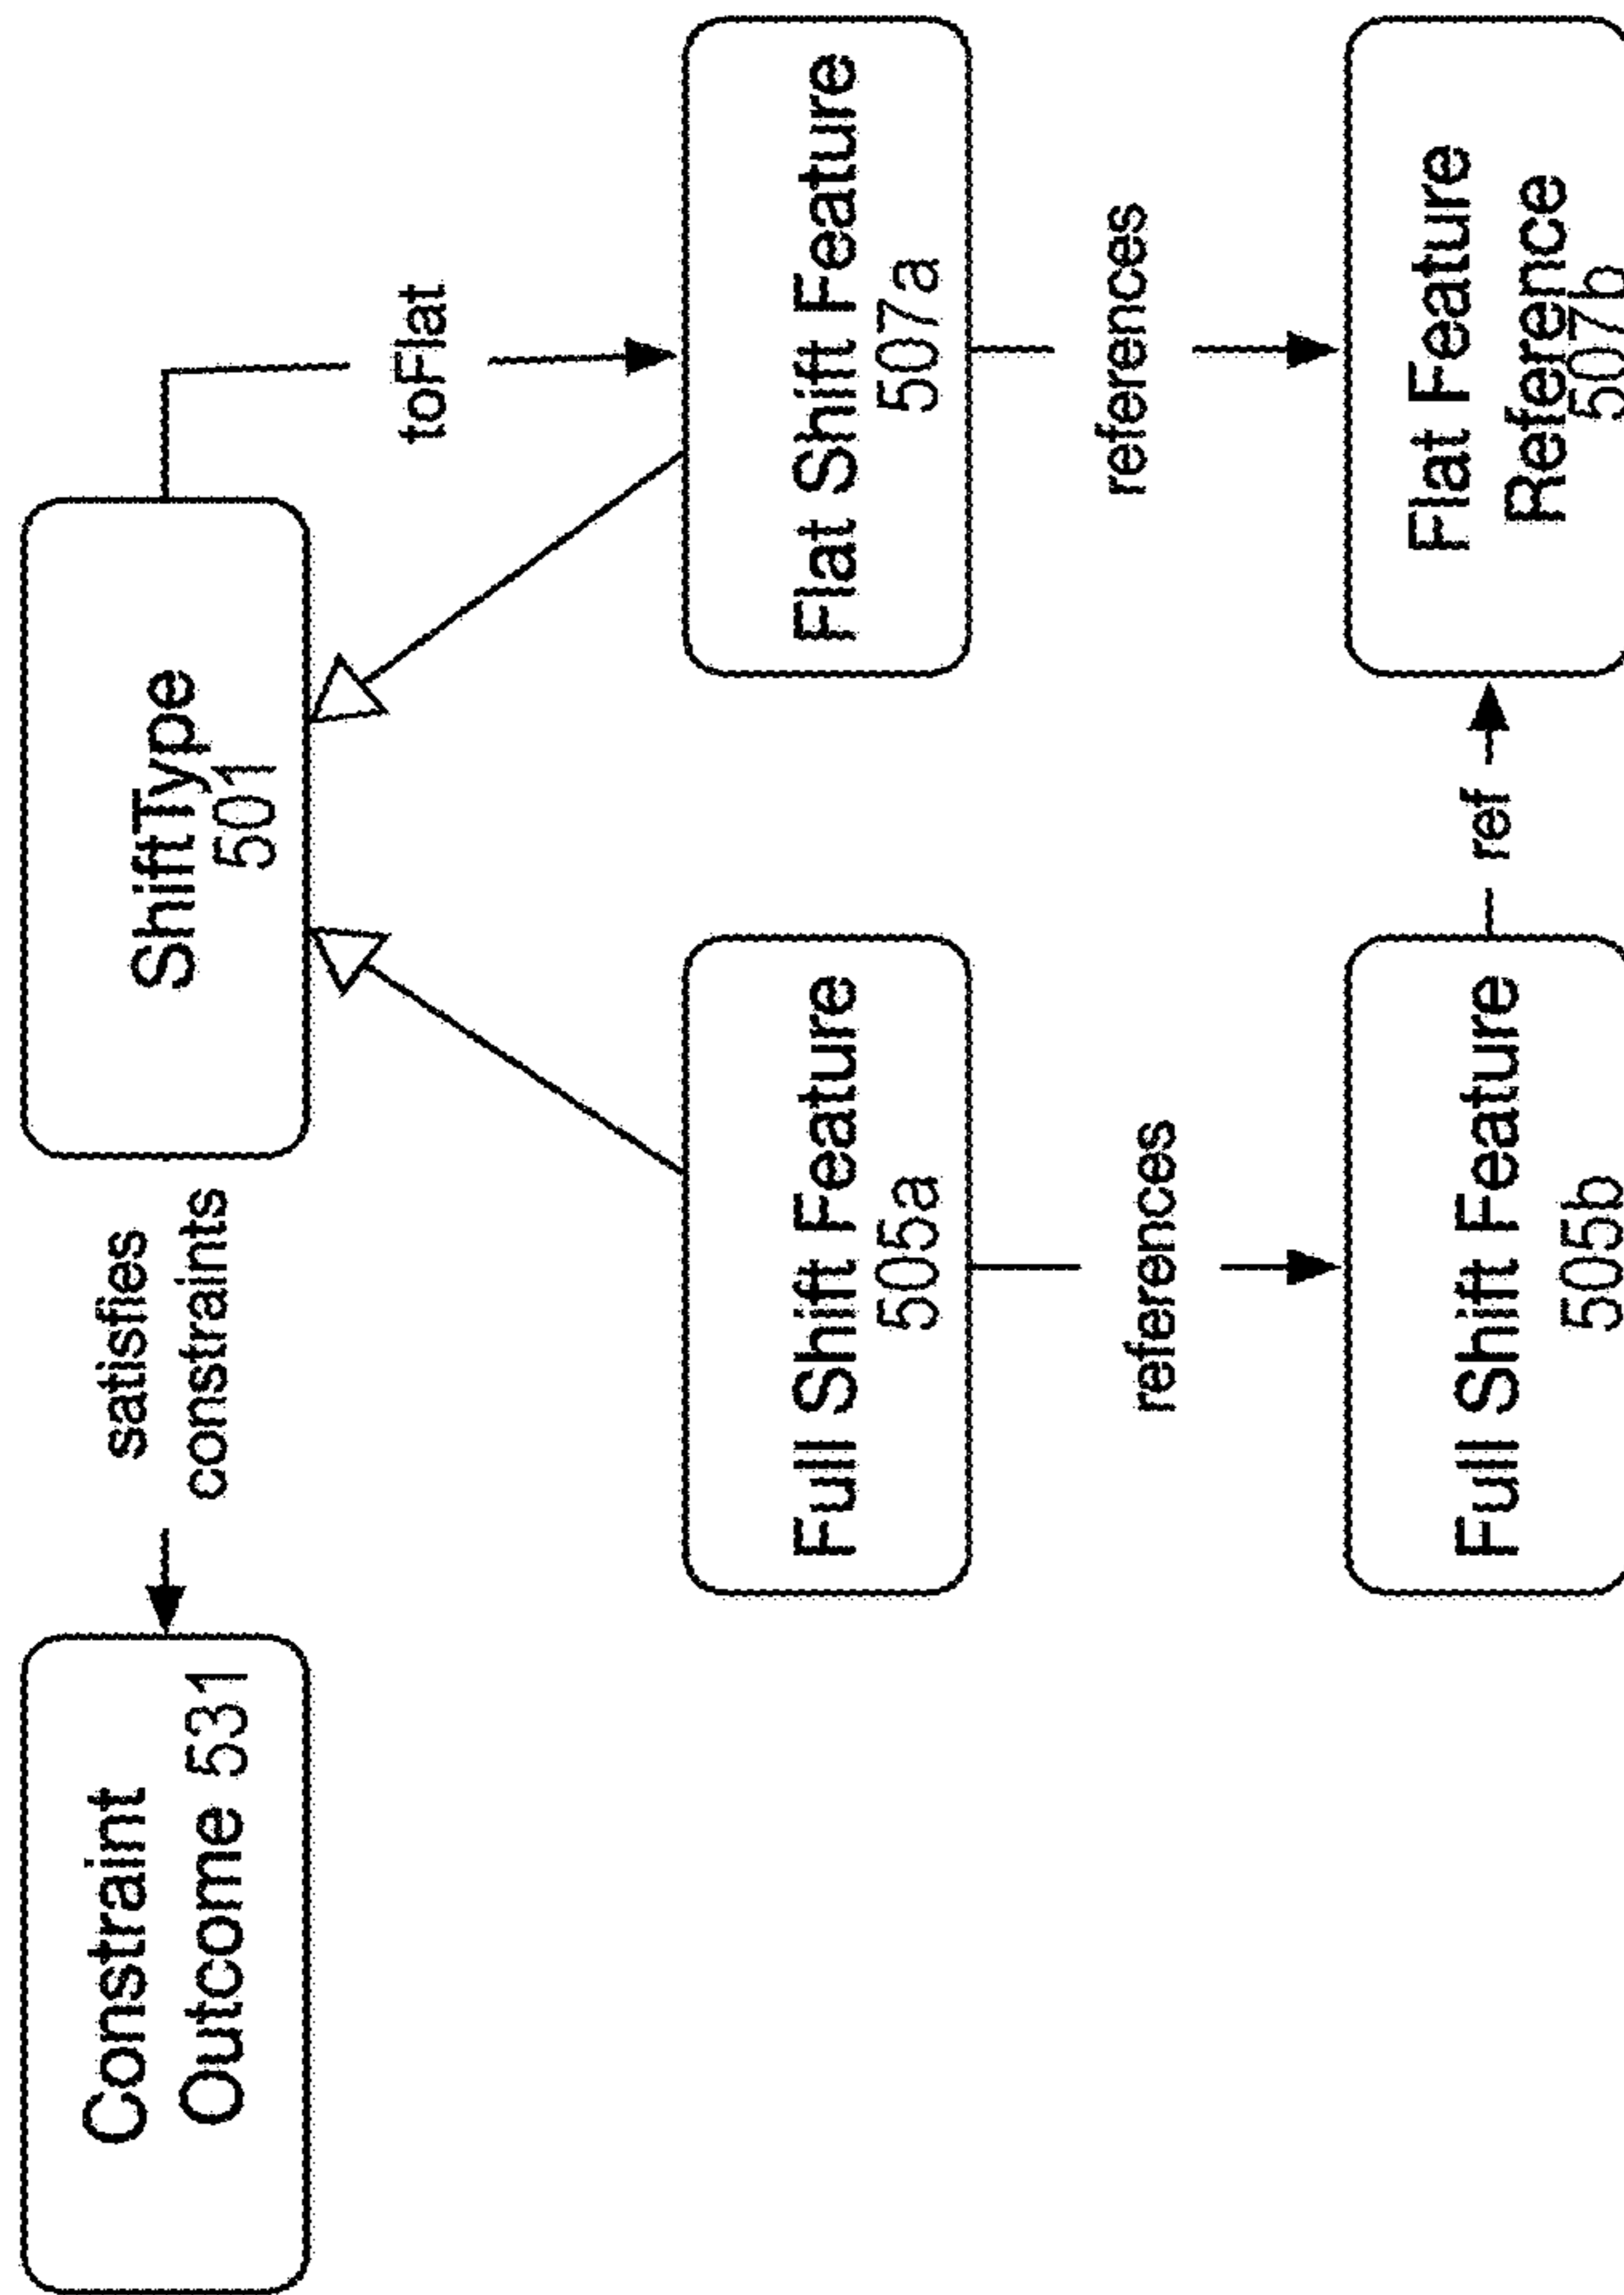 Constraint
Outcome 531
satisfies
constraints
ShiftType
501
toFlat
Full Shift Feature
505a
Flat Shift Feature
507a
references
references
Full Shift Feature
505b
ref
Flat Feature
Reference
507b